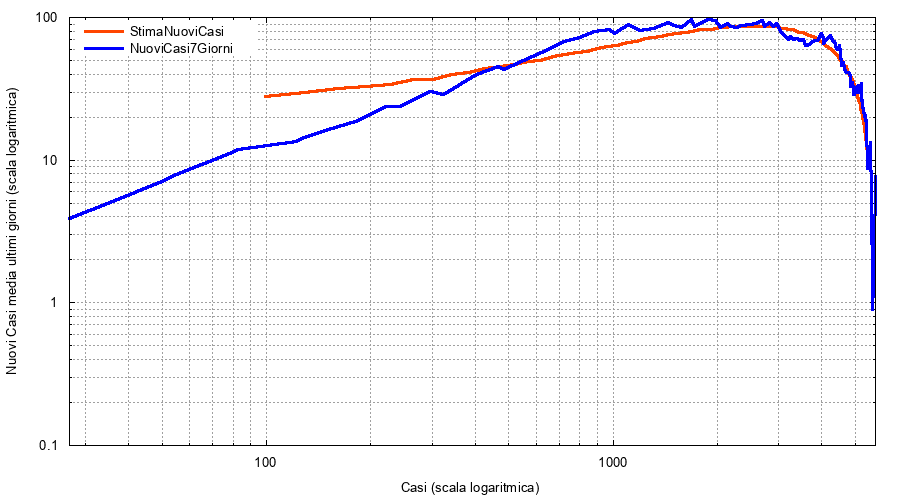 StimaNuoviCasi
NuoviCasi7Giorni
100
10
1
0.1
Nuovi Casi media ultimi giorni (scala logaritmica)
100
1000
Casi (scala logaritmica)